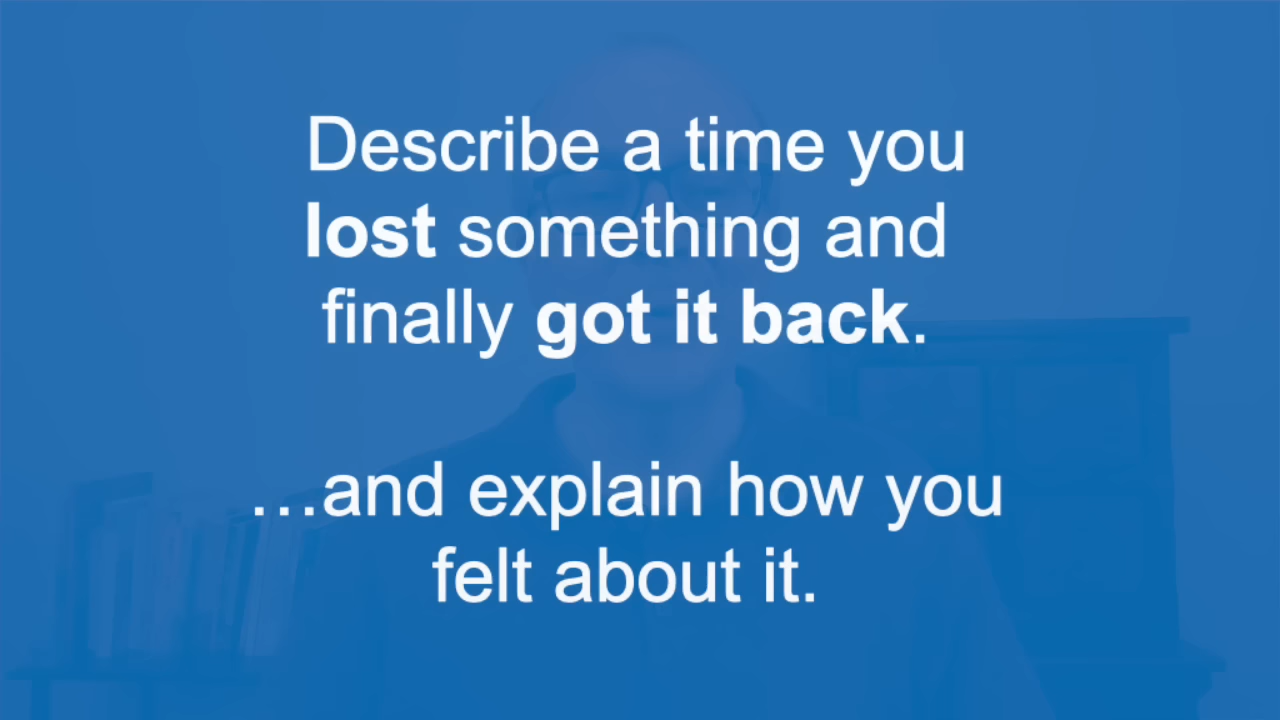 Describe a time you
lost something and
finally got it back.
…and explain how you
felt about it.